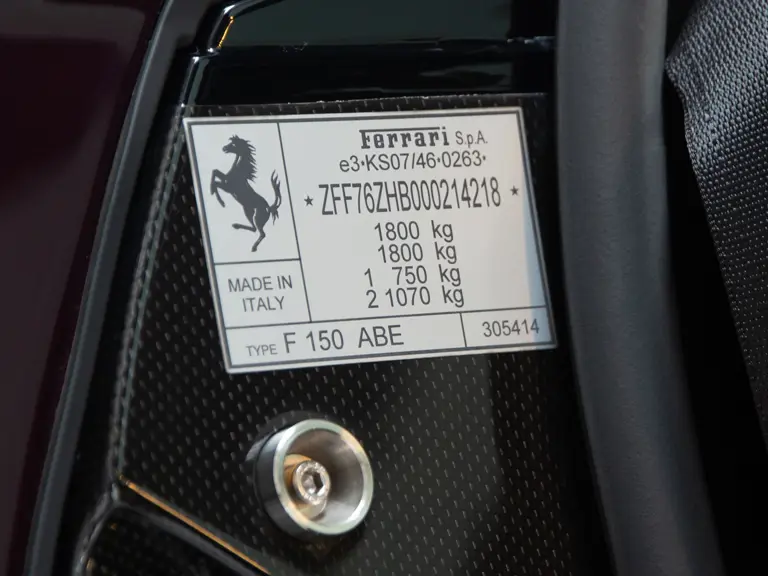 Ferrari S.p.A.
e3*KS07/46*0263*
* ZFF76ZHB000214218 *
1800 kg
1800 kg
1 750 kg
2 1070 kg
MADE IN
ITALY
TYPE F 150 ABE
305414